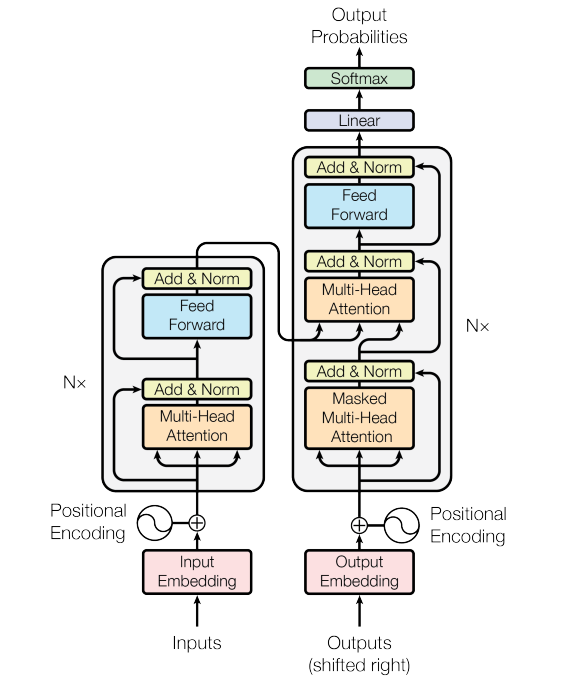 Output
Probabilities
Softmax
Linear
Add & Norm
Feed
Forward
Add & Norm
Multi-Head
Attention
Add & Norm
Masked
Multi-Head
Attention
N×
Add & Norm
Feed
Forward
Add & Norm
Multi-Head
Attention
N×
Positional
Encoding
Positional
Encoding
Input
Embedding
Output
Embedding
Inputs
Outputs
(shifted right)